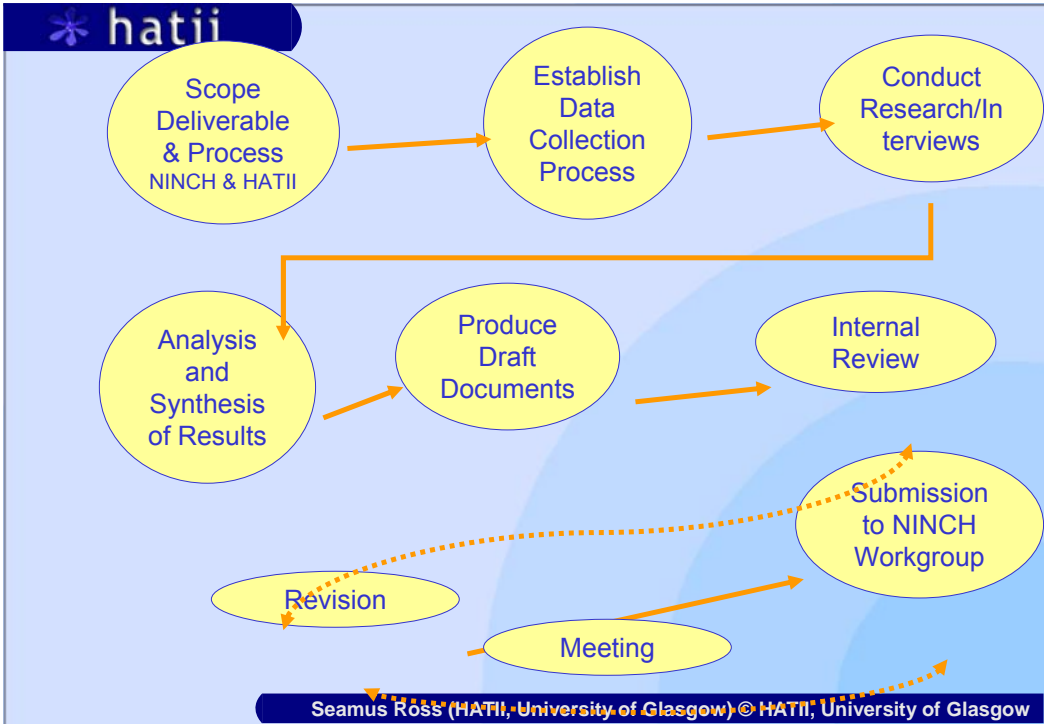 hatii
Scope
Deliverable
& Process
NINCH & HATII
Establish
Data
Collection
Process
Conduct
Research/In
terviews
Analysis
and
Synthesis
of Results
Produce
Draft
Documents
Internal
Review
Submission
to NINCH
Workgroup
Revision
Meeting
Seamus Ross (HATII, University of Glasgow) © HATII, University of Glasgow